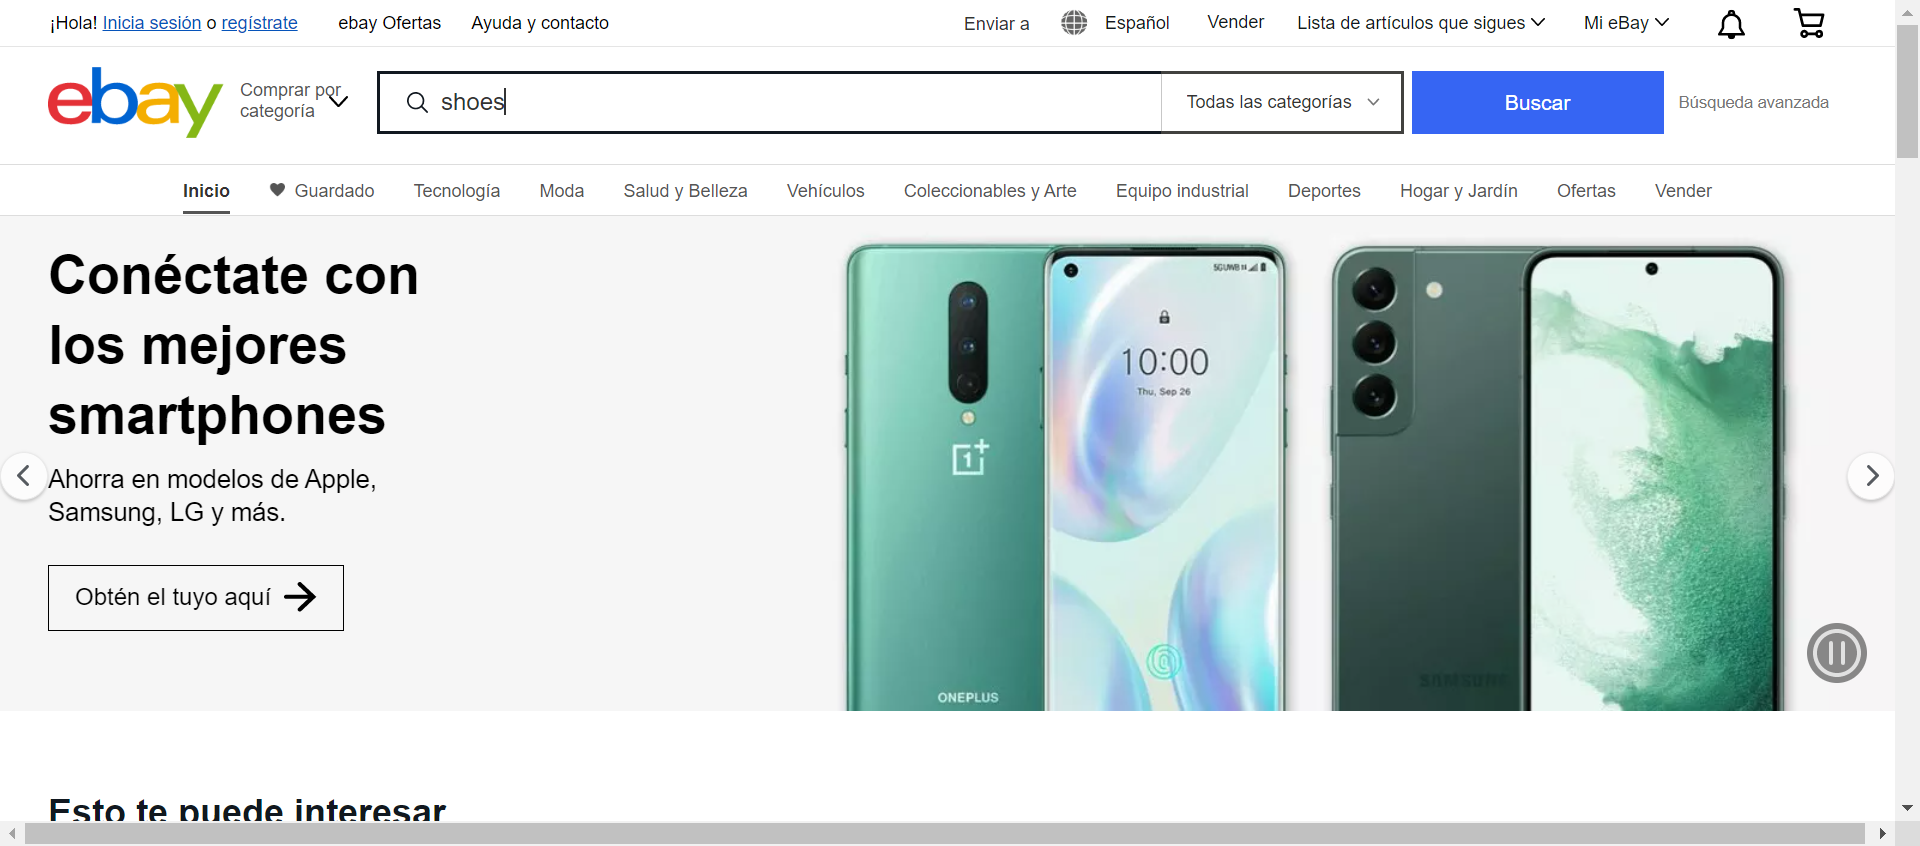 ¡Hola! Inicia sesión o regístrate ebay Ofertas Ayuda y contacto Enviar a Español Vender Lista de artículos que sigues Mi eBay
ebay Comprar por categoría shoes Todas las categorías Buscar Búsqueda avanzada
Inicio Guardado Tecnología Moda Salud y Belleza Vehículos Coleccionables y Arte Equipo industrial Deportes Hogar y Jardín Ofertas Vender
Conéctate con
los mejores
smartphones
Ahorra en modelos de Apple,
Samsung, LG y más.
Obtén el tuyo aquí
5G UWB
10:00
Thu, Sep 26
1+
ONEPLUS
SAMSUNG
Esto te puede interesar